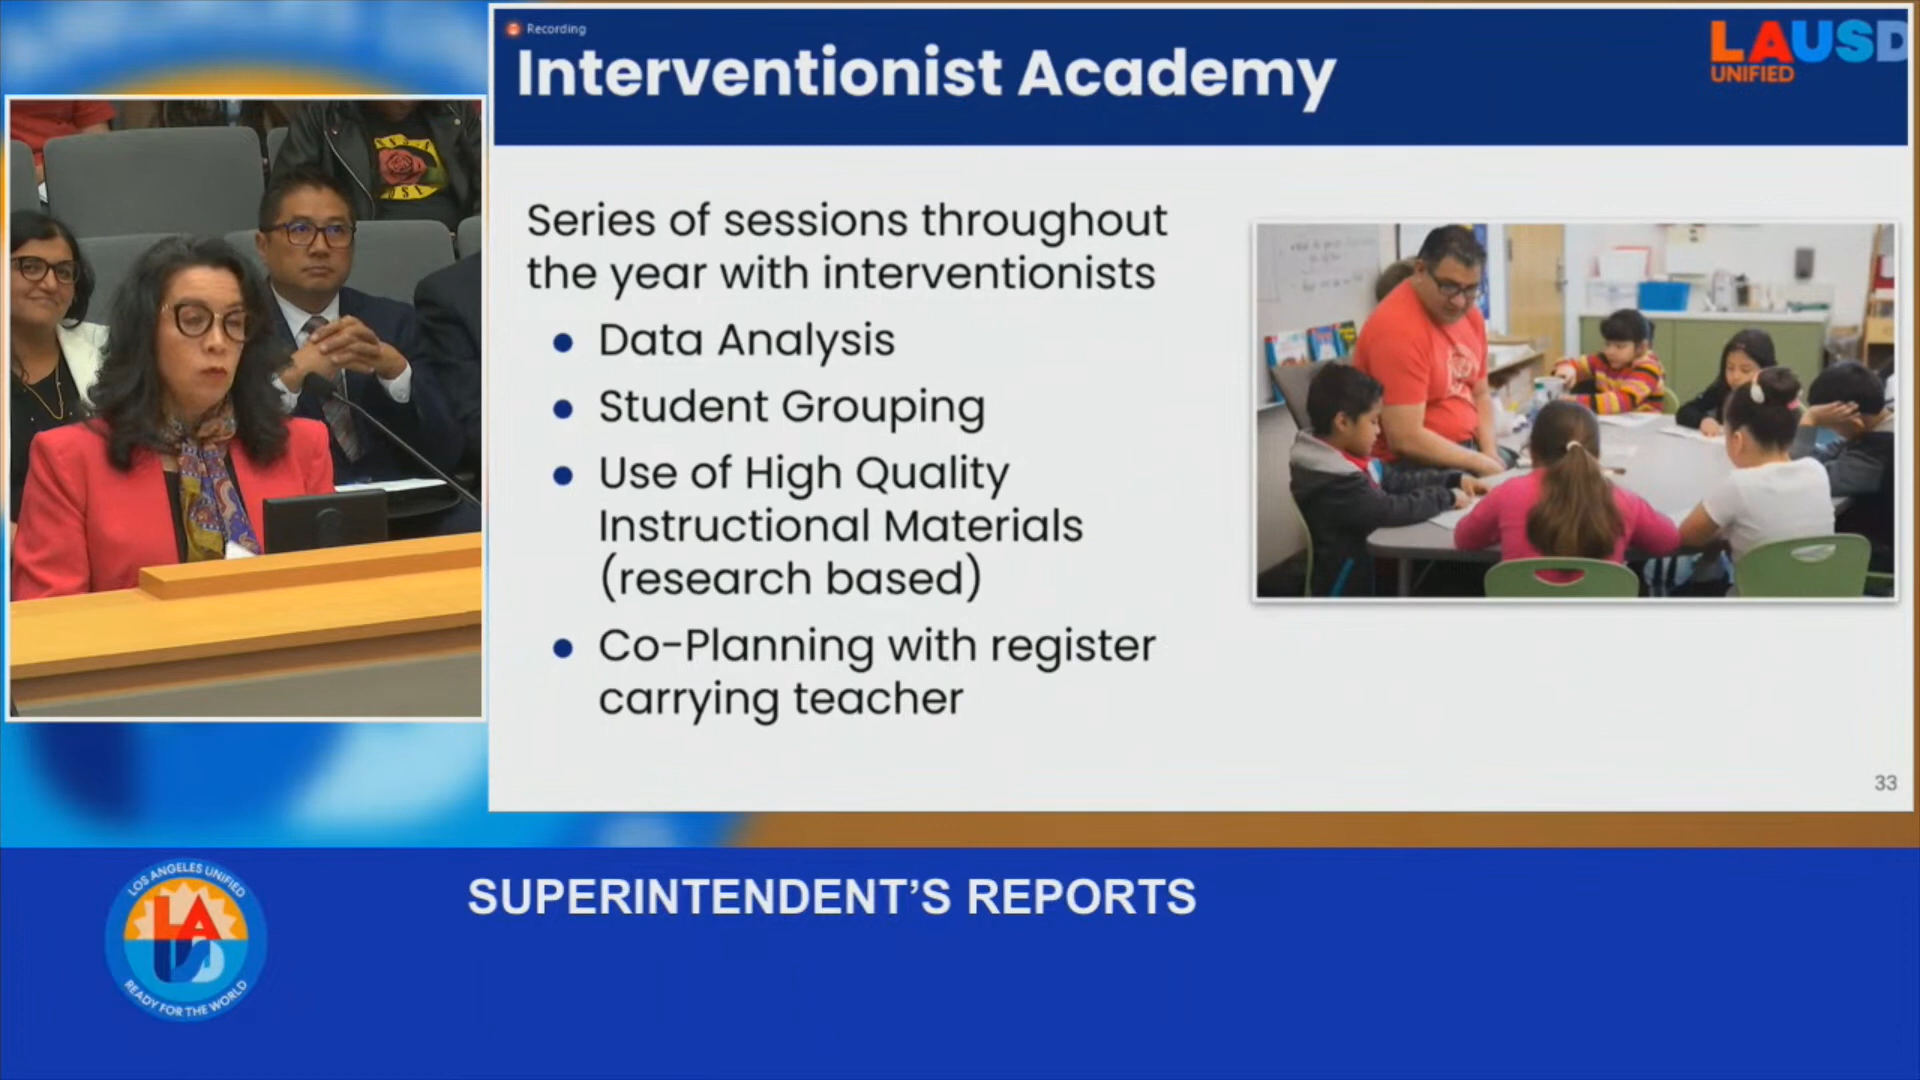 Recording
Interventionist Academy
LAUSD
UNIFIED
Series of sessions throughout
the year with interventionists
Data Analysis
Student Grouping
Use of High Quality
Instructional Materials
(research based)
Co-Planning with register
carrying teacher
33
SUPERINTENDENT’S REPORTS
LOS ANGELES UNIFIED
LAUSD
READY FOR THE WORLD